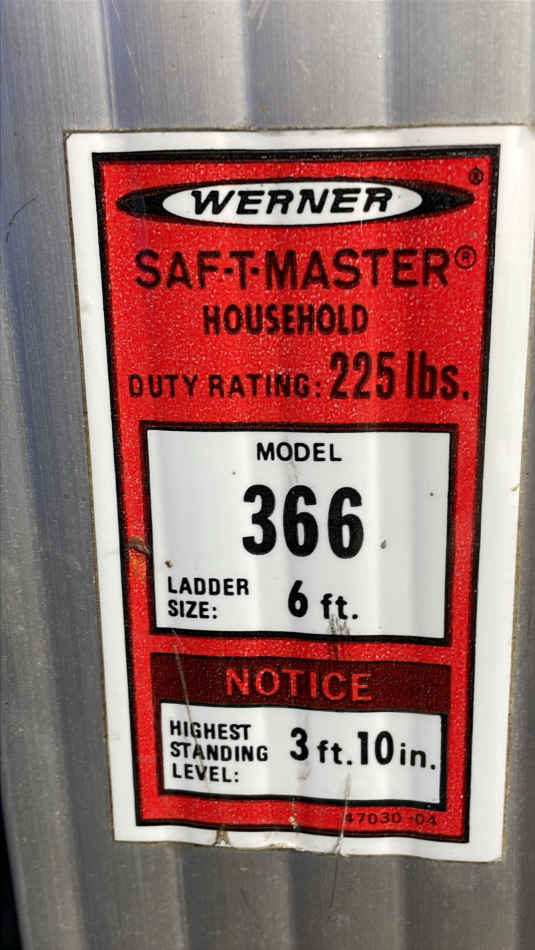 WERNER®
SAF-T-MASTER®
HOUSEHOLD
DUTY RATING: 225 lbs.
MODEL
366
LADDER SIZE: 6 ft.
NOTICE
HIGHEST STANDING LEVEL: 3 ft. 10 in.
47030-04